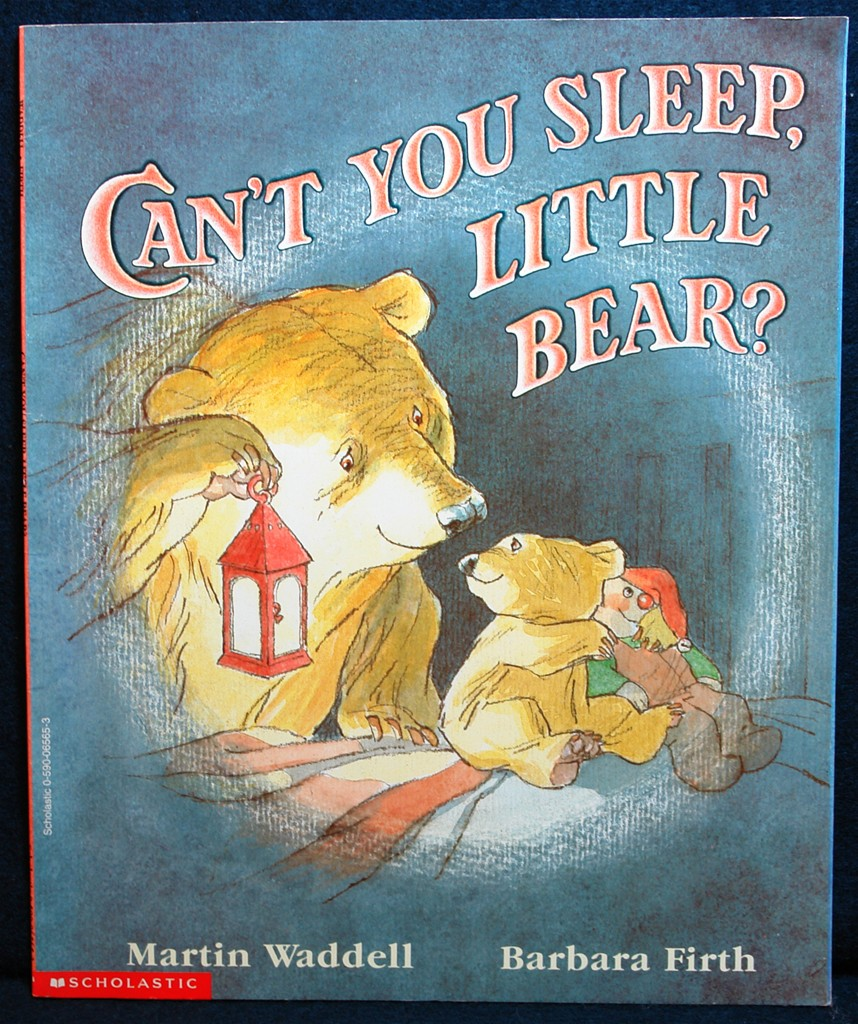 CAN'T YOU SLEEP,
LITTLE
BEAR?
Scholastic 0-590-06565-3
Martin Waddell
Barbara Firth
SCHOLASTIC